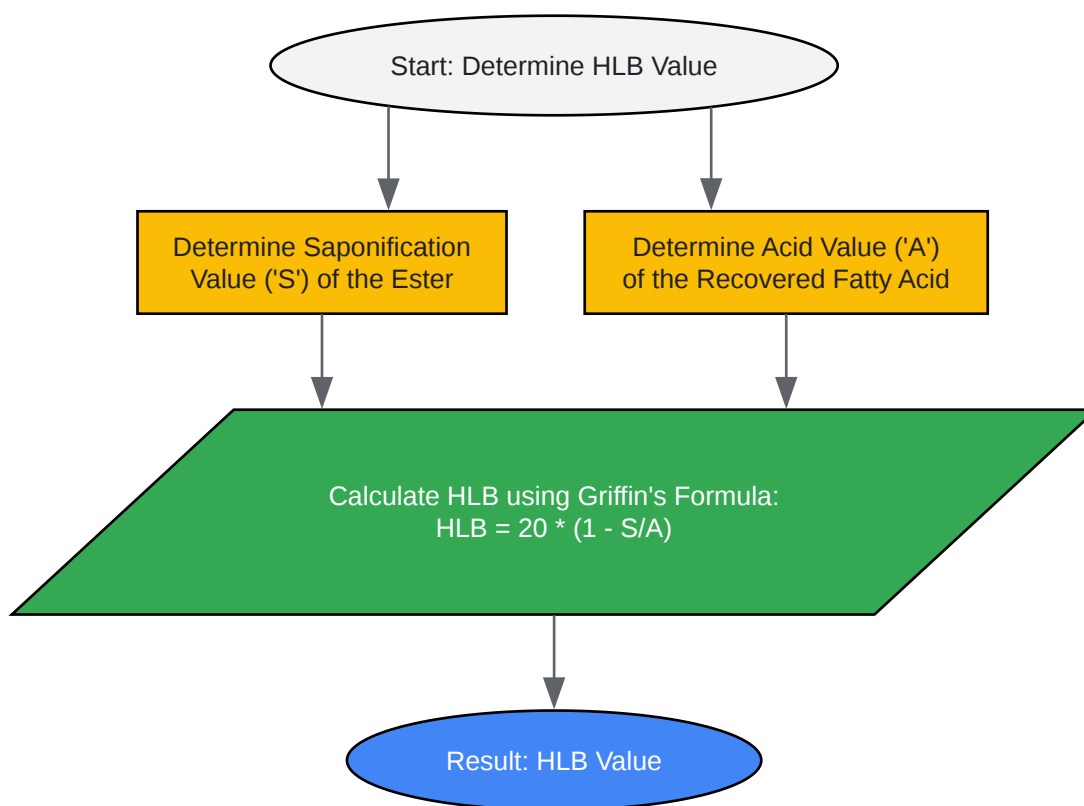 Start: Determine HLB Value
Determine Saponification
Value ('S') of the Ester
Determine Acid Value ('A')
of the Recovered Fatty Acid
Calculate HLB using Griffin's Formula:
HLB = 20 * (1 - S/A)
Result: HLB Value